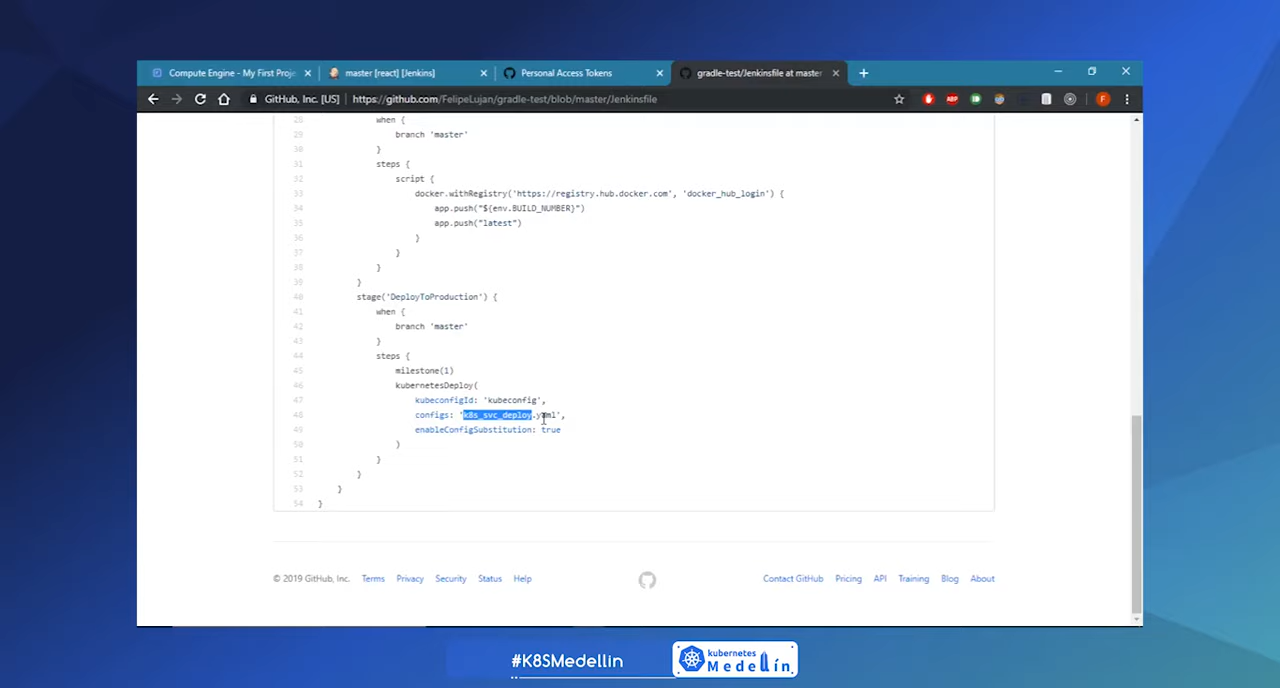 Compute Engine - My First Proje
master [react] [Jenkins]
Personal Access Tokens
gradle-test/Jenkinsfile at master
GitHub, Inc. [US]
https://github.com/FelipeLujan/gradle-test/blob/master/Jenkinsfile
ABP
F
28 when {
29 branch 'master'
30 }
31 steps {
32 script {
33 docker.withRegistry('https://registry.hub.docker.com', 'docker_hub_login') {
34 app.push("${env.BUILD_NUMBER}")
35 app.push("latest")
36 }
37 }
38 }
39 }
40 stage('DeployToProduction') {
41 when {
42 branch 'master'
43 }
44 steps {
45 milestone(1)
46 kubernetesDeploy(
47 kubeconfigId: 'kubeconfig',
48 configs: 'k8s_svc_deploy.yaml',
49 enableConfigSubstitution: true
50 )
51 }
52 }
53 }
54 }
© 2019 GitHub, Inc. Terms Privacy Security Status Help
Contact GitHub Pricing API Training Blog About
#K8SMedellin
kubernetes
Medellín